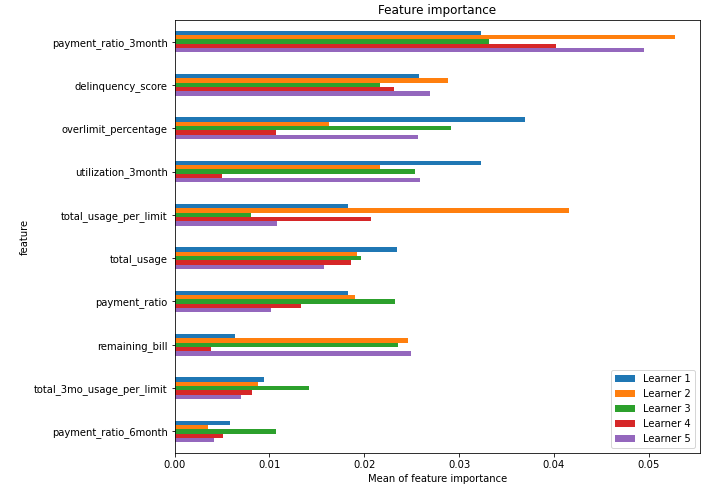 Feature importance
payment_ratio_3month
delinquency_score
overlimit_percentage
utilization_3month
total_usage_per_limit
total_usage
payment_ratio
remaining_bill
total_3mo_usage_per_limit
payment_ratio_6month
feature
Learner 1
Learner 2
Learner 3
Learner 4
Learner 5
0.00 0.01 0.02 0.03 0.04 0.05
Mean of feature importance